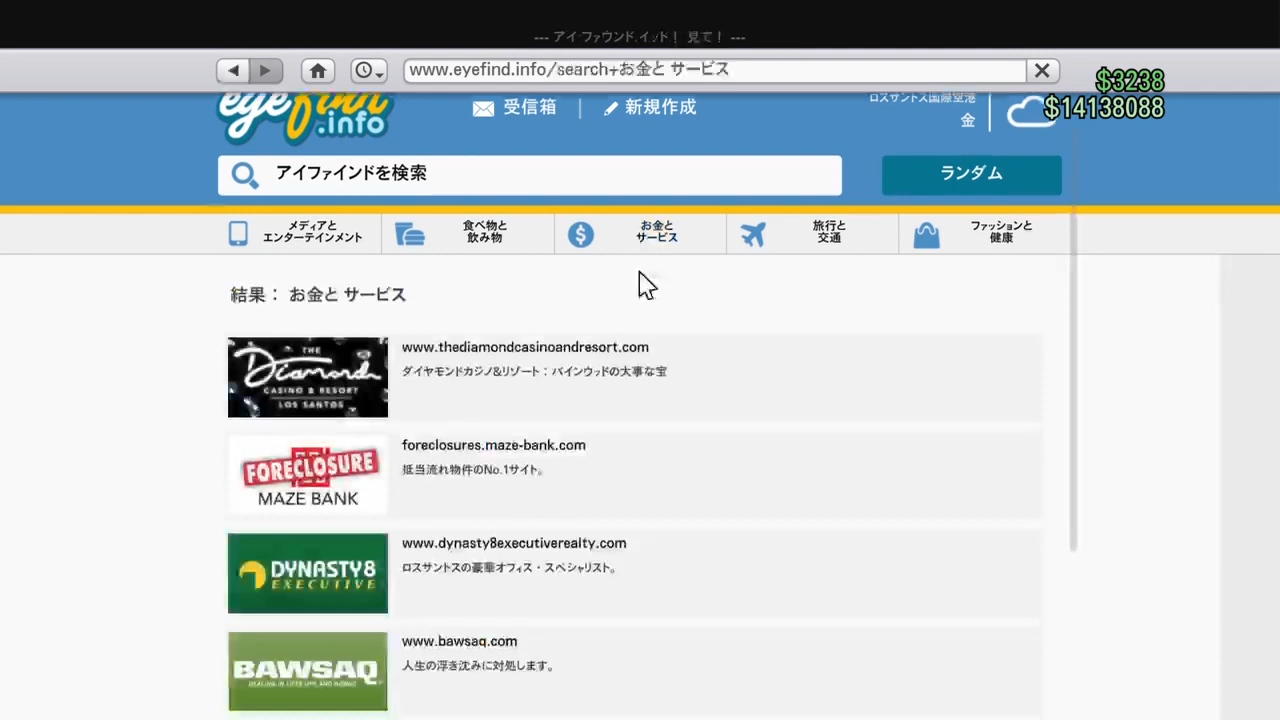 --- アイ・ファウンド.イッド！ 見て！ ---
www.eyefind.info/search+お金と サービス
$3238
$14138088
eyefind
.info
受信箱
新規作成
ロスサントス国際空港
金
アイファインドを検索
ランダム
メディアと
エンターテインメント
食べ物と
飲み物
お金と
サービス
旅行と
交通
ファッションと
健康
結果： お金と サービス
THE
Diamond
CASINO & RESORT
LOS SANTOS
www.thediamondcasinoandresort.com
ダイヤモンドカジノ&リゾート：バインウッドの大事な宝
FORECLOSURE
MAZE BANK
foreclosures.maze-bank.com
抵当流れ物件のNo.1サイト。
DYNASTY8
EXECUTIVE
www.dynasty8executiverealty.com
ロスサントスの豪華オフィス・スペシャリスト。
BAWSAQ
www.bawsaq.com
人生の浮き沈みに対処します。